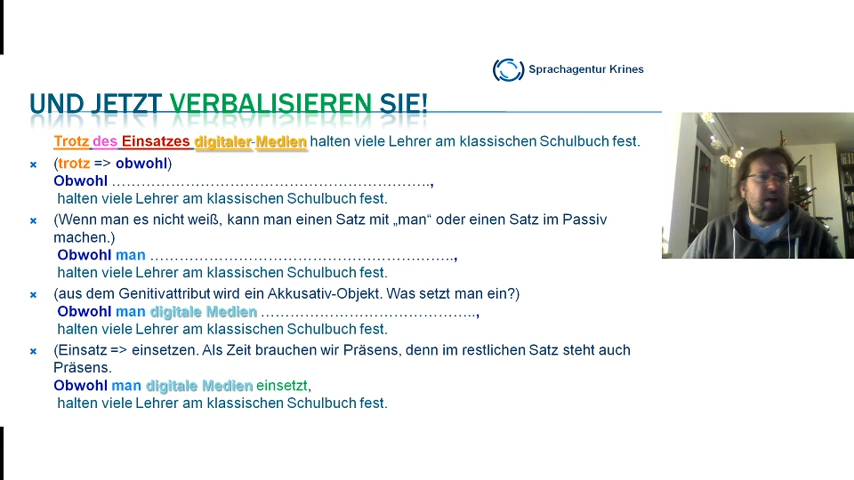 Sprachagentur Krines
UND JETZT VERBALISIEREN SIE!
Trotz des Einsatzes digitaler Medien halten viele Lehrer am klassischen Schulbuch fest.
(trotz => obwohl)
Obwohl ……………………………………………………….,
halten viele Lehrer am klassischen Schulbuch fest.
(Wenn man es nicht weiß, kann man einen Satz mit „man“ oder einen Satz im Passiv
machen.)
Obwohl man …………………………………………………..,
halten viele Lehrer am klassischen Schulbuch fest.
(aus dem Genitivattribut wird ein Akkusativ-Objekt. Was setzt man ein?)
Obwohl man digitale Medien ……………………………………..,
halten viele Lehrer am klassischen Schulbuch fest.
(Einsatz => einsetzen. Als Zeit brauchen wir Präsens, denn im restlichen Satz steht auch
Präsens.
Obwohl man digitale Medien einsetzt,
halten viele Lehrer am klassischen Schulbuch fest.